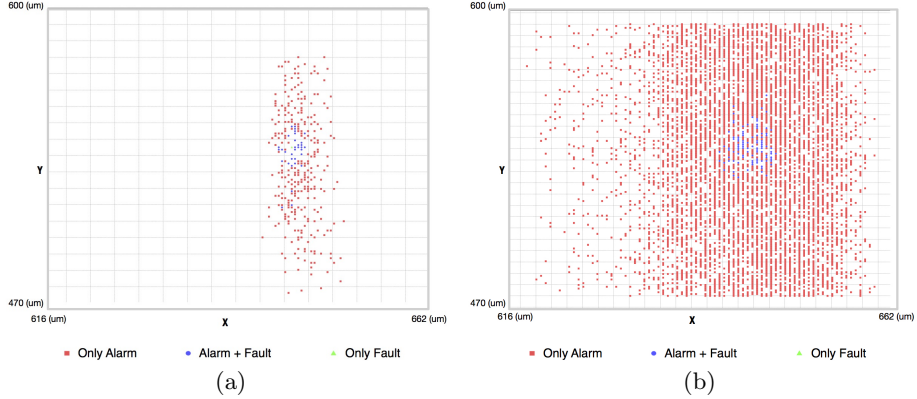 600 (um)
Y
470 (um)
616 (um)
X
662 (um)
Only Alarm
Alarm + Fault
Only Fault
(a)
600 (um)
Y
470 (um)
616 (um)
X
662 (um)
Only Alarm
Alarm + Fault
Only Fault
(b)